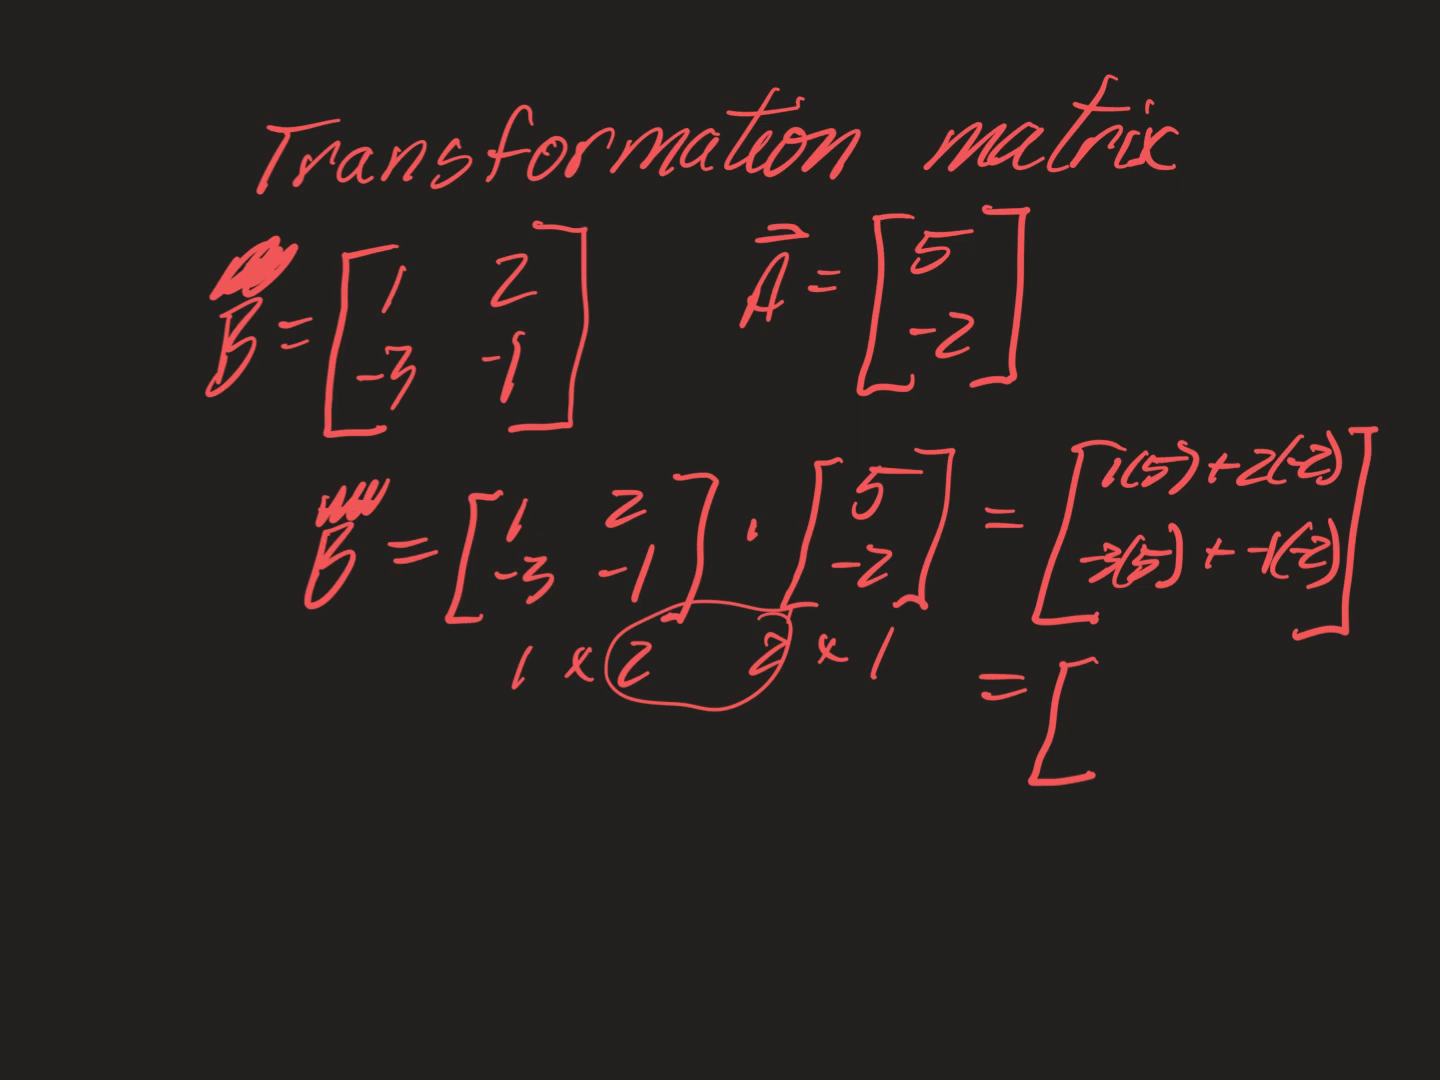 Transformation matrix
B = [ 1 2 A⃗ = [ 5
-3 -1 ] -2 ]
B = [ 1 2 ] · [ 5 ] = [ 1(5) + 2(-2)
-3 -1 -2 -3(5) + -1(-2) ]
1 × 2 2 × 1
= [